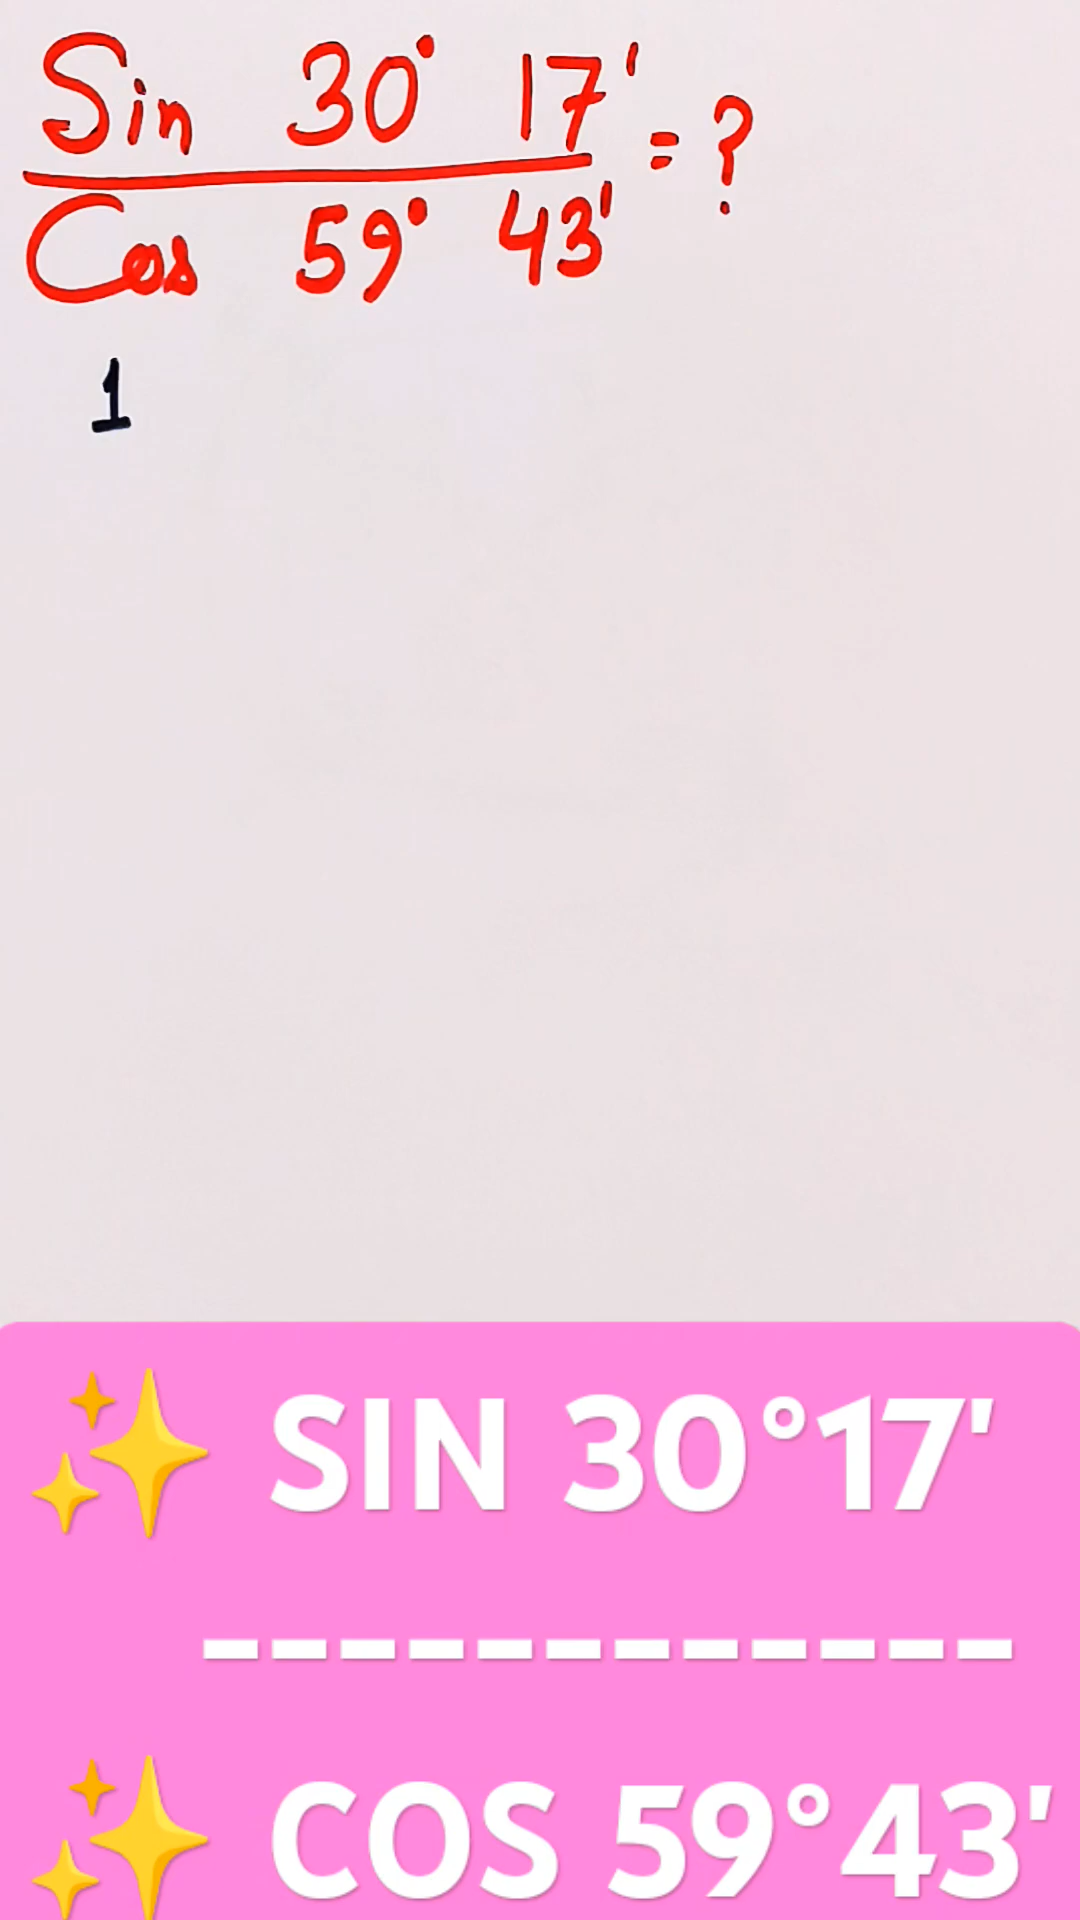 Sin 30° 17' = ?
Cos 59° 43'
1
SIN 30°17'
-------------
COS 59°43'